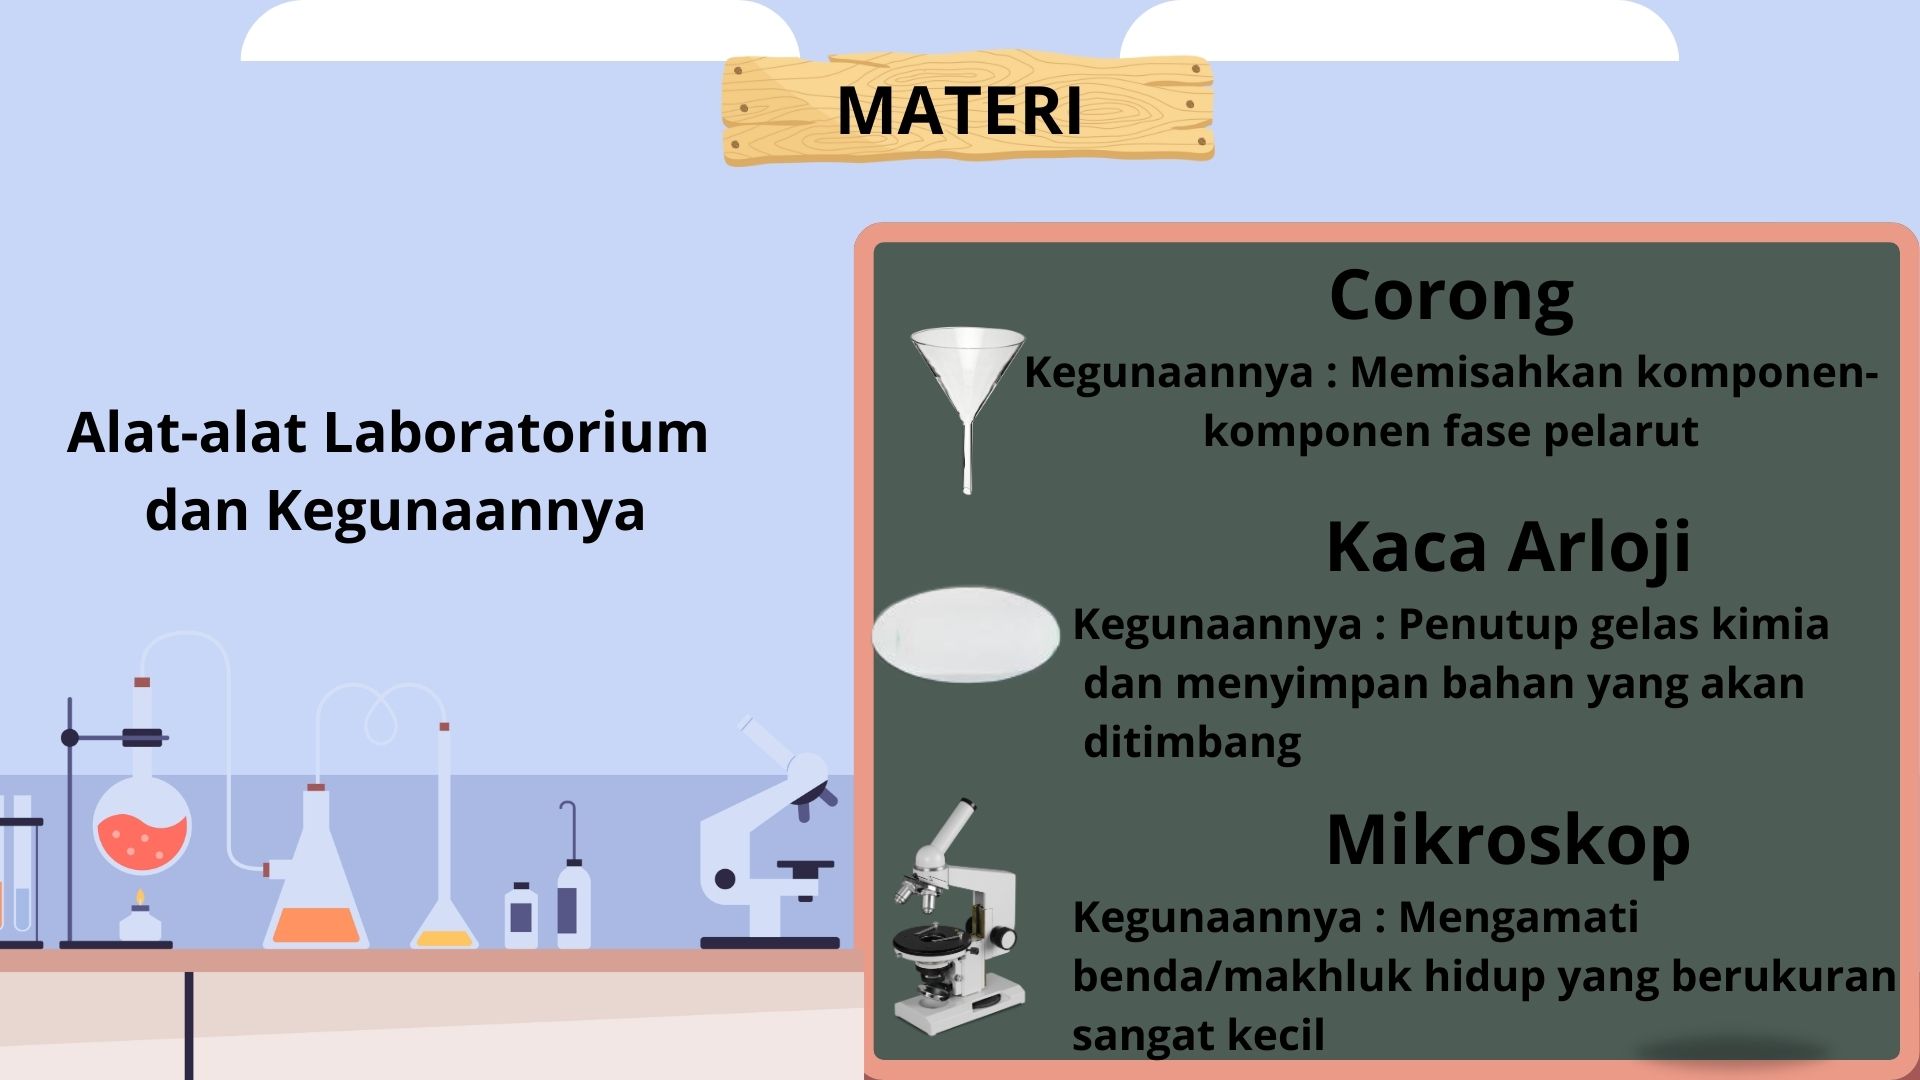 MATERI
Alat-alat Laboratorium
dan Kegunaannya
Corong
Kegunaannya : Memisahkan komponen-
komponen fase pelarut
Kaca Arloji
Kegunaannya : Penutup gelas kimia
dan menyimpan bahan yang akan
ditimbang
Mikroskop
Kegunaannya : Mengamati
benda/makhluk hidup yang berukuran
sangat kecil